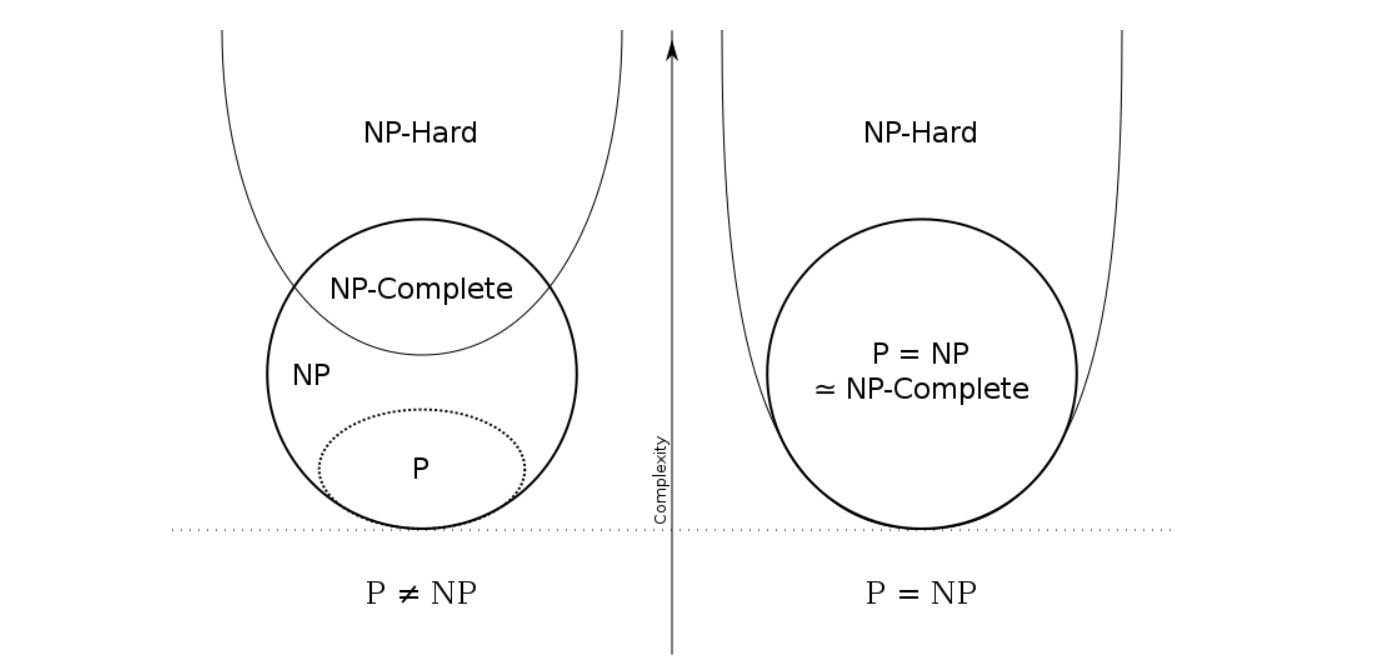 NP-Hard
NP-Complete
NP
P
P ≠ NP
Complexity
NP-Hard
P = NP
≃ NP-Complete
P = NP